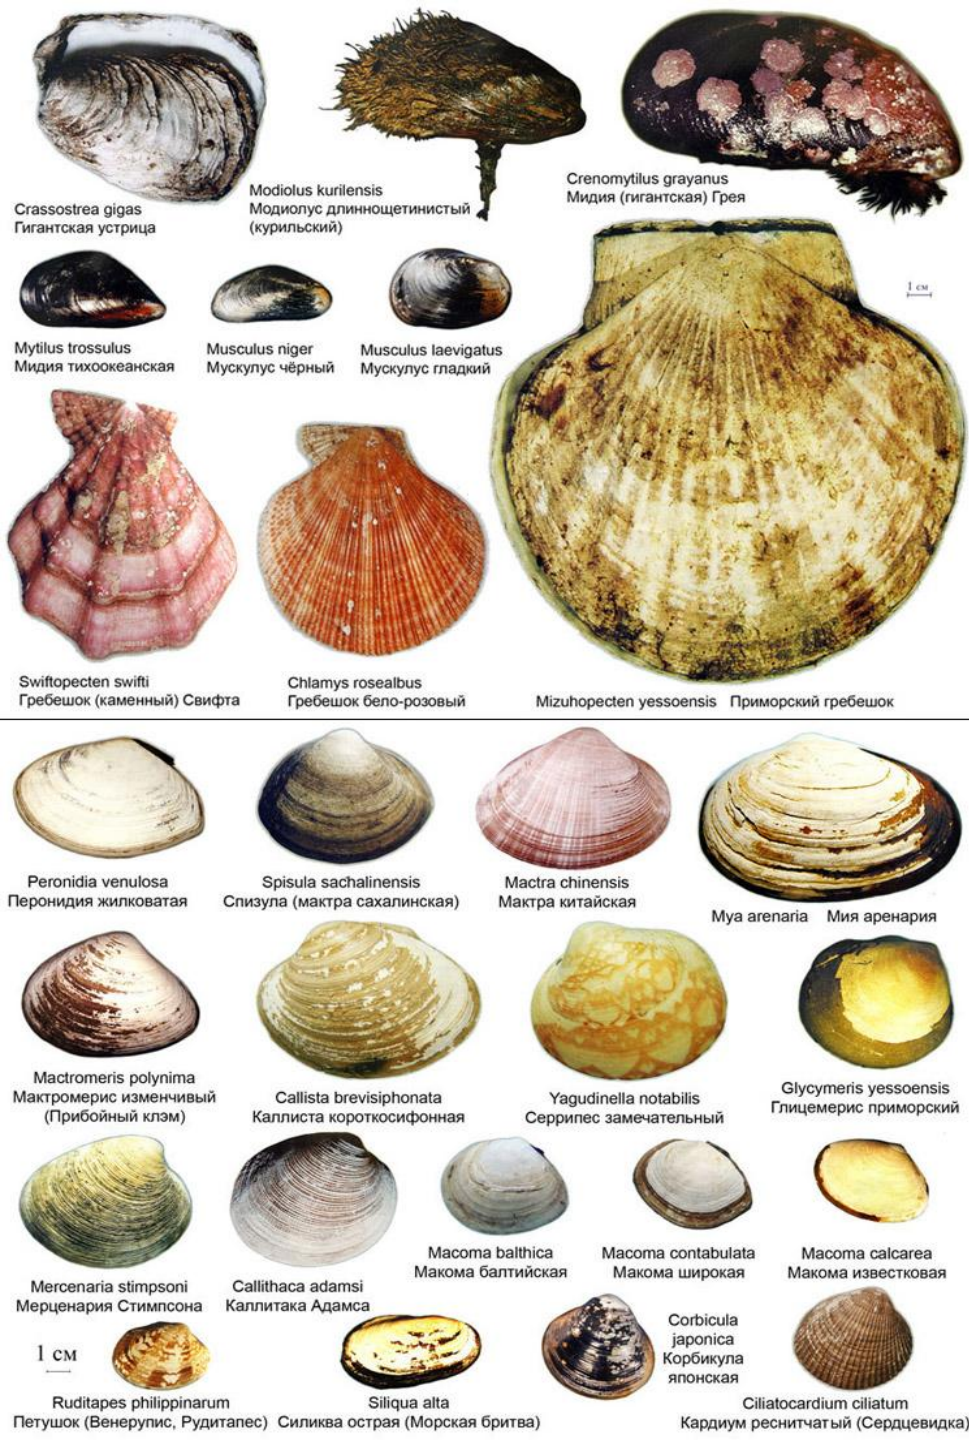 Crassostrea gigas
Гигантская устрица
Modiolus kurilensis
Модиолус длиннощетинистый
(курильский)
Crenomytilus grayanus
Мидия (гигантская) Грея
1 см
Mytilus trossulus
Мидия тихоокеанская
Musculus niger
Мускулус чёрный
Musculus laevigatus
Мускулус гладкий
Swiftopecten swifti
Гребешок (каменный) Свифта
Chlamys rosealbus
Гребешок бело-розовый
Mizuhopecten yessoensis Приморский гребешок
Peronidia venulosa
Перонидия жилковатая
Spisula sachalinensis
Спизула (мактра сахалинская)
Mactra chinensis
Мактра китайская
Mya arenaria Мия аренария
Mactromeris polynima
Мактромерис изменчивый
(Прибойный клэм)
Callista brevisiphonata
Каллиста короткосифонная
Yagudinella notabilis
Серрипес замечательный
Glycymeris yessoensis
Глицемерис приморский
Mercenaria stimpsoni
Мерценария Стимпсона
Callithaca adamsi
Каллитака Адамса
Macoma balthica
Макома балтийская
Macoma contabulata
Макома широкая
Macoma calcarea
Макома известковая
1 см
Ruditapes philippinarum
Петушок (Венерупис, Рудитапес)
Siliqua alta
Силиква острая (Морская бритва)
Corbicula
japonica
Корбикула
японская
Ciliatocardium ciliatum
Кардиум реснитчатый (Сердцевидка)